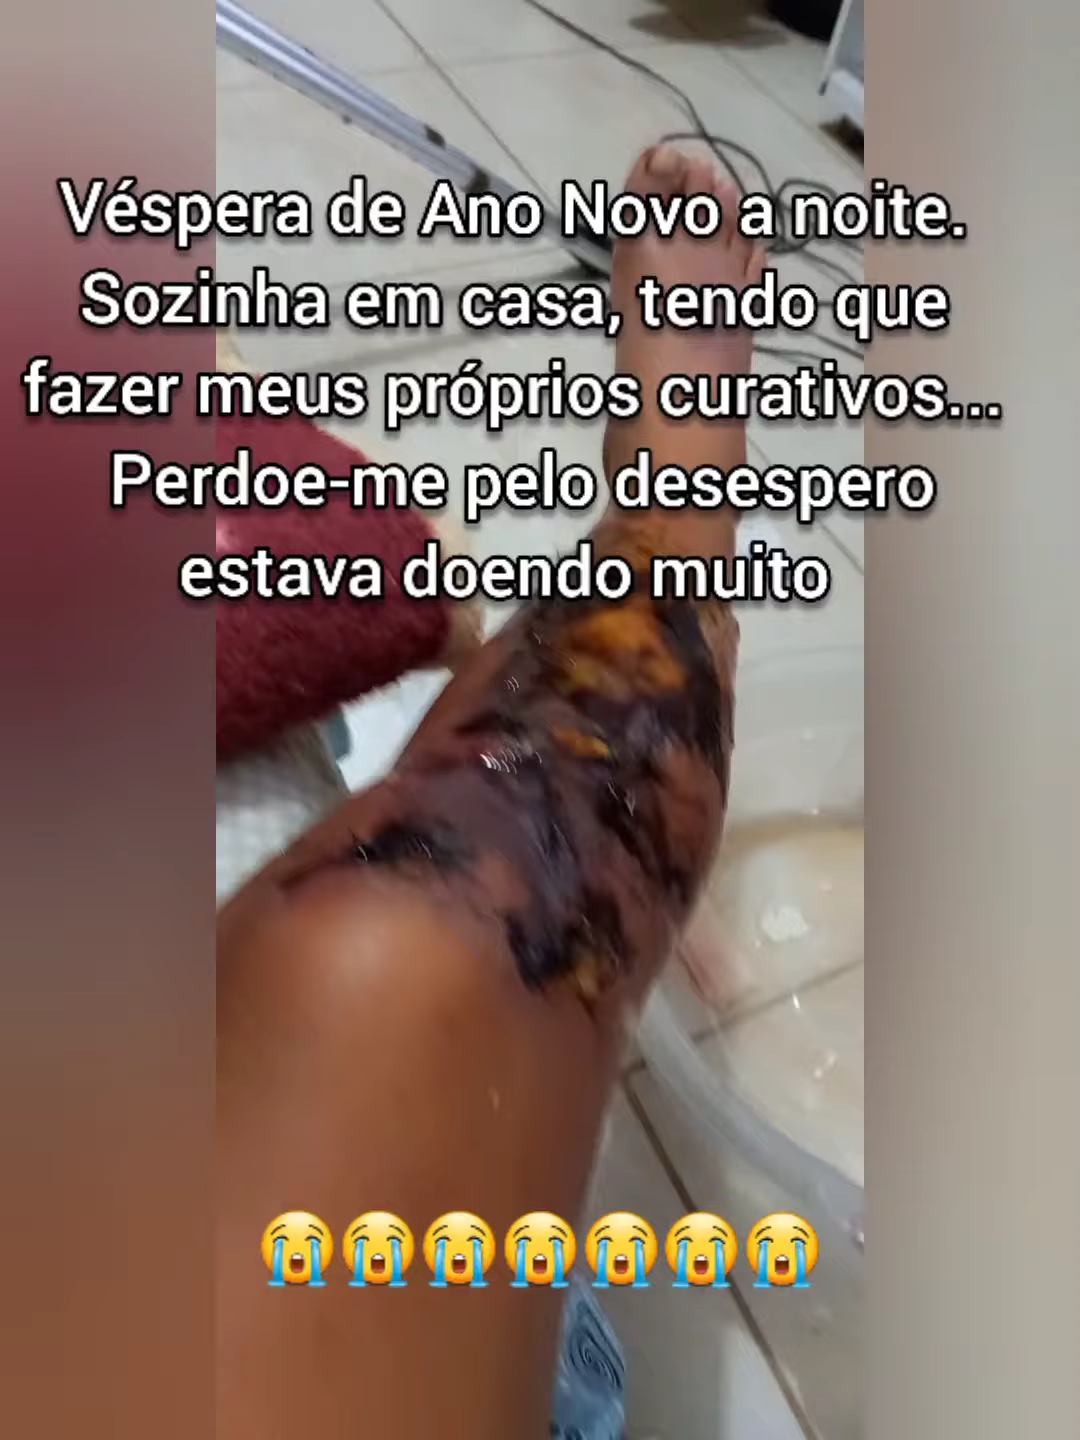 Véspera de Ano Novo a noite.
Sozinha em casa, tendo que
fazer meus próprios curativos...
Perdoe-me pelo desespero
estava doendo muito
😭😭😭😭😭😭😭